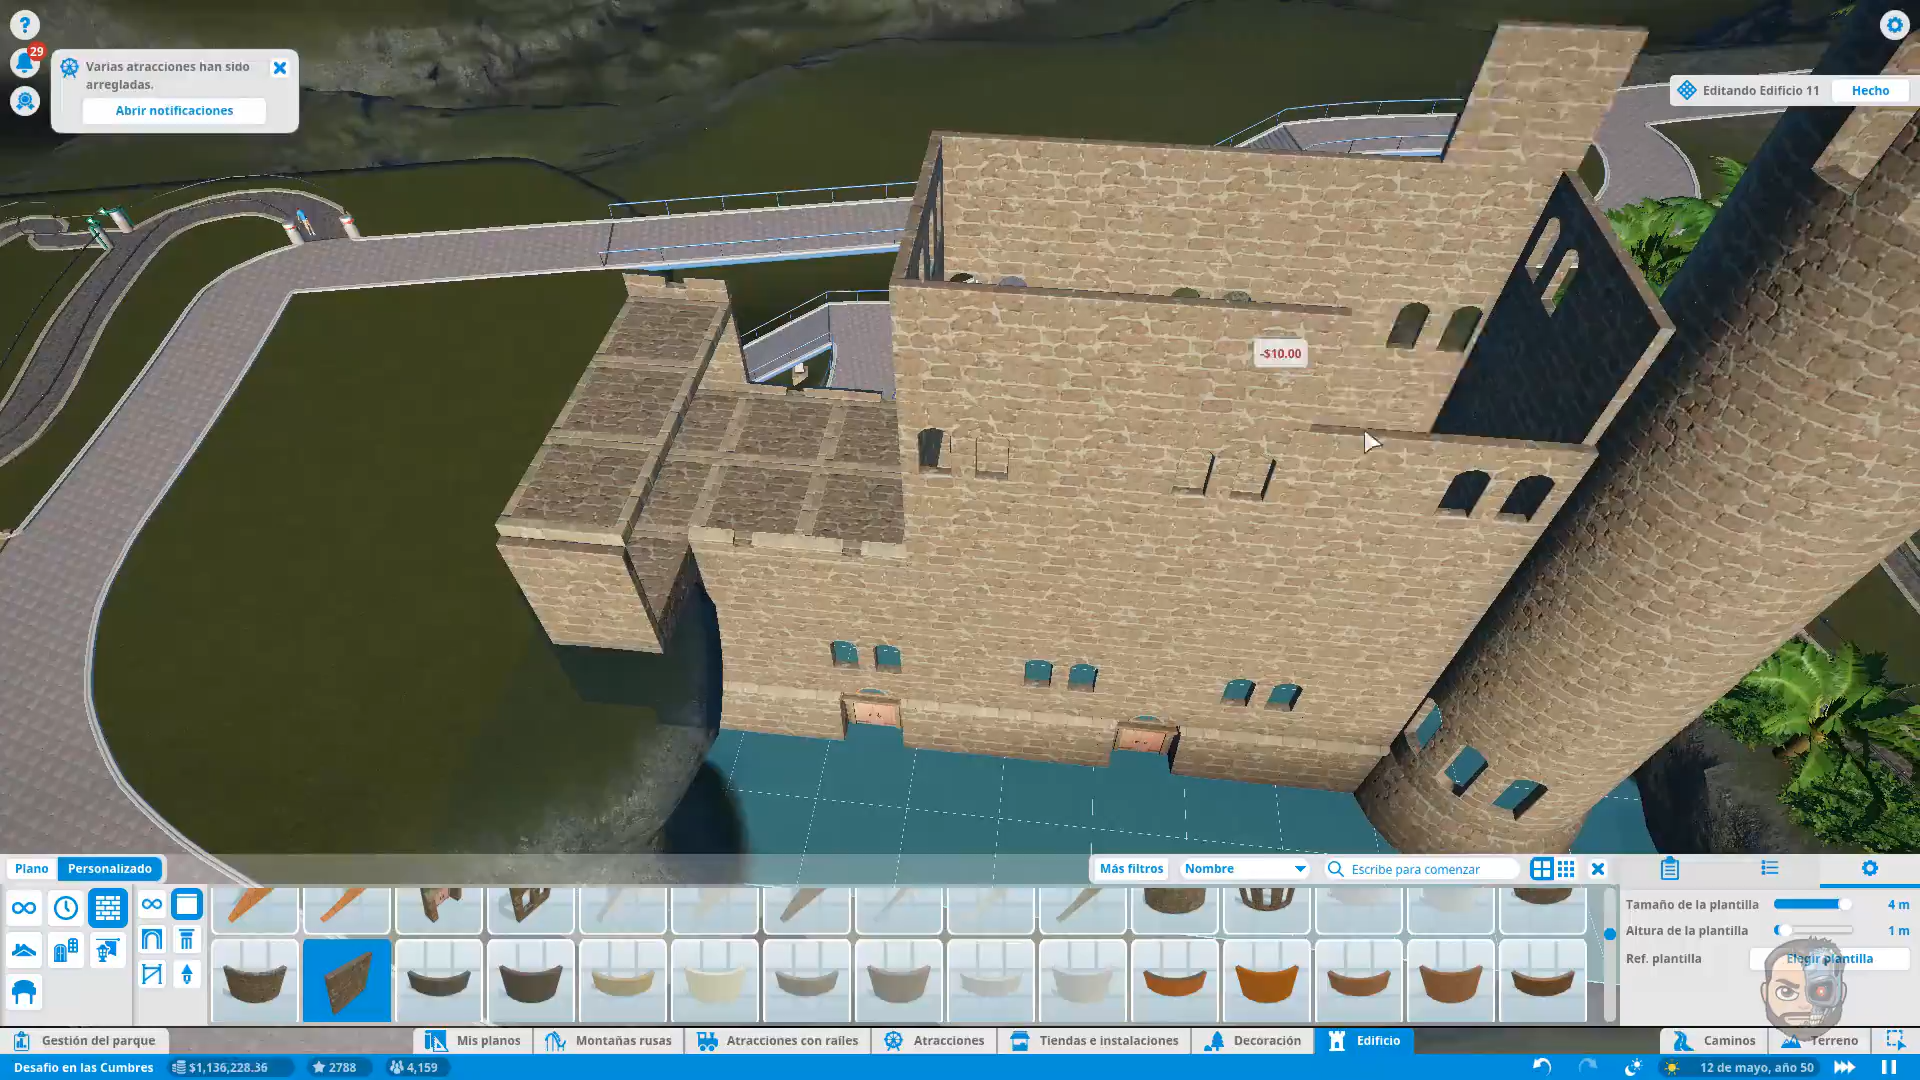 ?
29
Varias atracciones han sido
arregladas.
Abrir notificaciones
Editando Edificio 11
Hecho
-$10.00
Plano
Personalizado
Más filtros
Nombre
Escribe para comenzar
Tamaño de la plantilla
4 m
Altura de la plantilla
1 m
Ref. plantilla
Elegir plantilla
Gestión del parque
Mis planos
Montañas rusas
Atracciones con raíles
Atracciones
Tiendas e instalaciones
Decoración
Edificio
Caminos
Terreno
Desafío en las Cumbres
$1,136,228.36
2788
4,159
12 de mayo, año 50